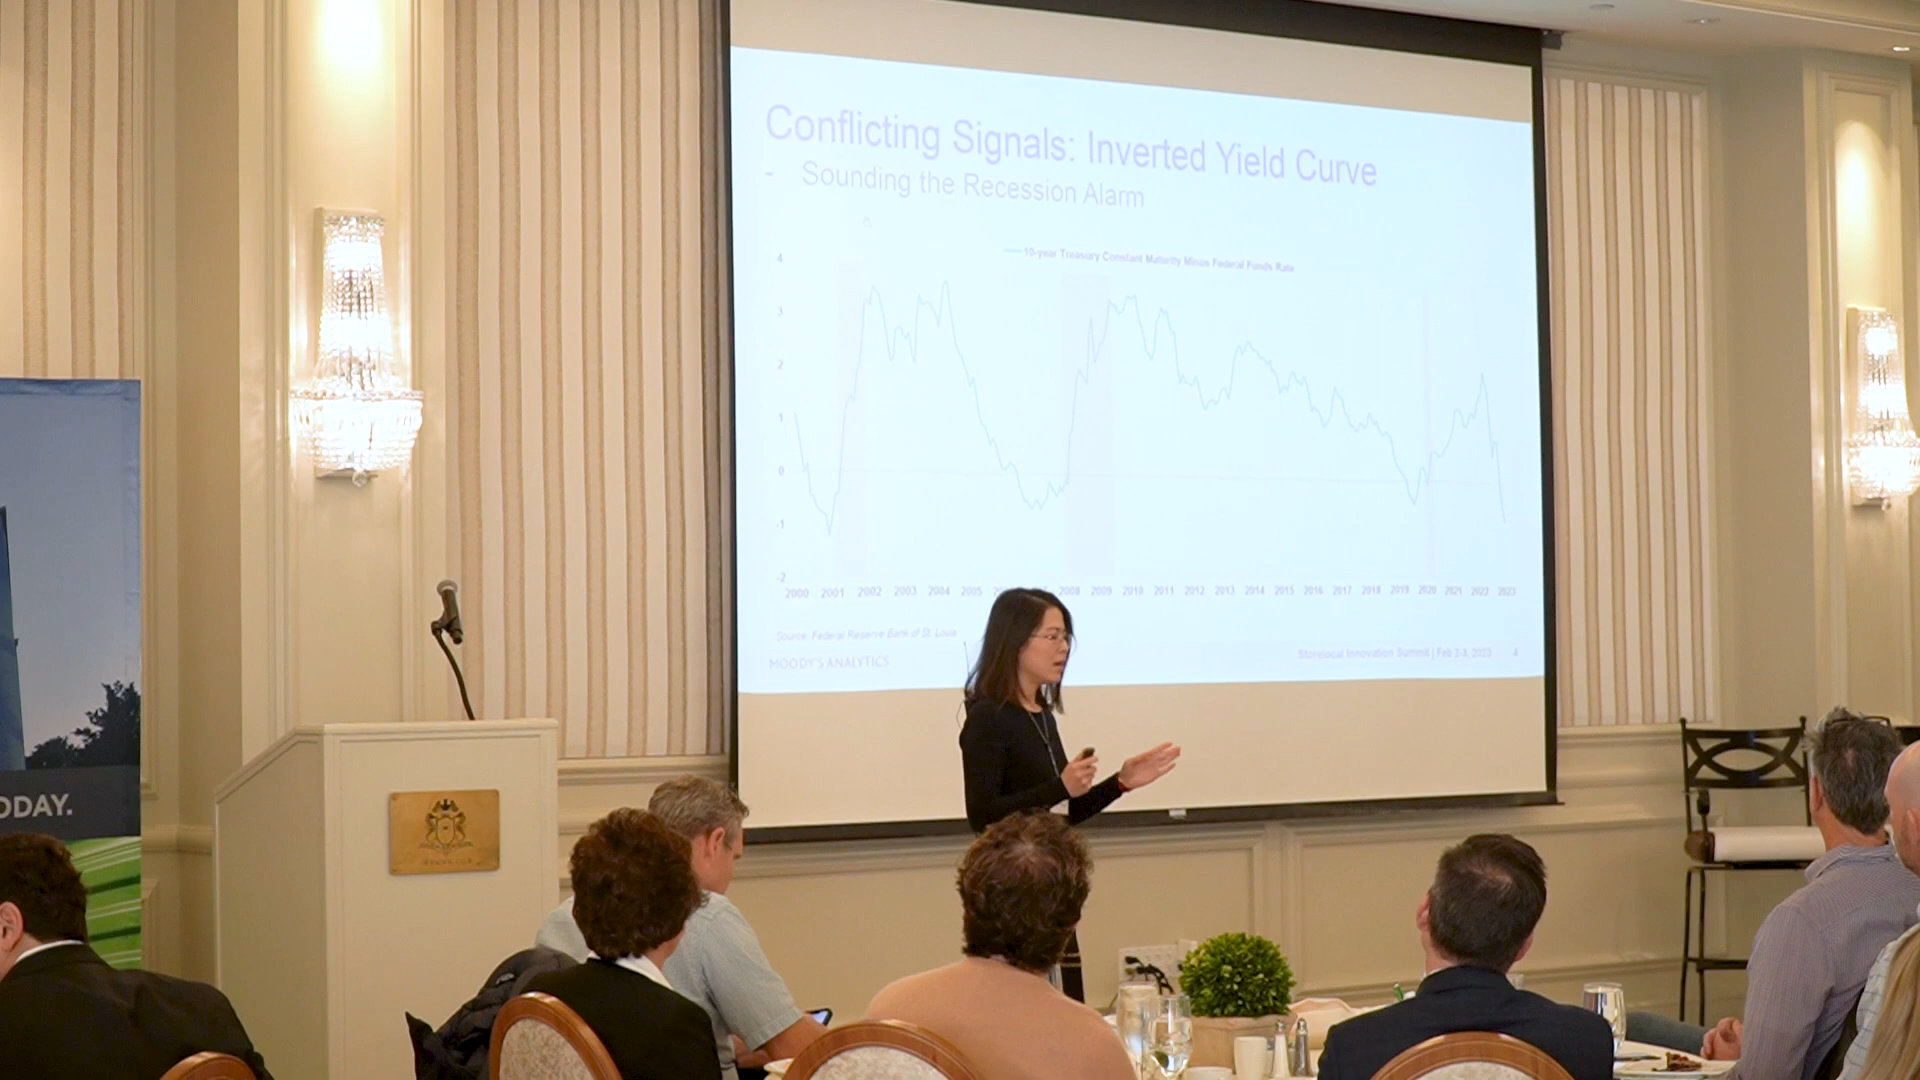 Conflicting Signals: Inverted Yield Curve
- Sounding the Recession Alarm
10-year Treasury Constant Maturity Minus Federal Funds Rate
4
3
2
1
0
-1
-2
2000 2001 2002 2003 2004 2005 2008 2009 2010 2011 2012 2013 2014 2015 2016 2017 2018 2019 2020 2021 2022 2023
Source: Federal Reserve Bank of St. Louis
MOODY'S ANALYTICS
Storylocal Innovation Summit | Feb 2-3, 2023 4
ODAY.